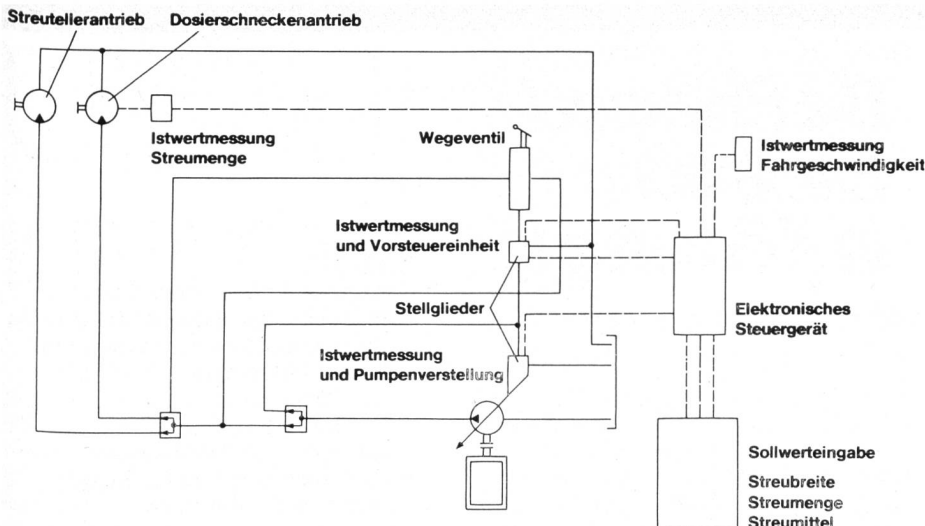 Streutellerantrieb
Dosierschneckenantrieb
Istwertmessung
Streumenge
Wegeventil
Istwertmessung
Fahrgeschwindigkeit
Istwertmessung
und Vorsteuereinheit
Stellglieder
Elektronisches
Steuergerät
Istwertmessung
und Pumpenverstellung
Sollwerteingabe
Streubreite
Streumenge
Streumittel